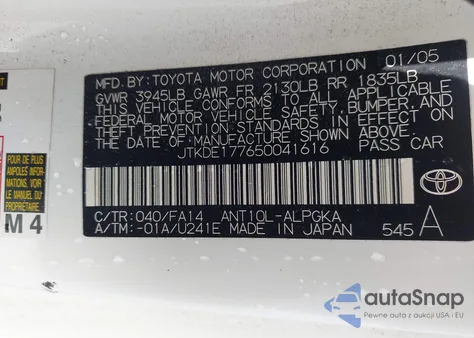 MFD. BY: TOYOTA MOTOR CORPORATION 01/05
GVWR 3945LB GAWR FR 2130LB RR 1835LB
THIS VEHICLE CONFORMS TO ALL APPLICABLE
FEDERAL MOTOR VEHICLE SAFETY, BUMPER, AND
THEFT PREVENTION STANDARDS IN EFFECT ON
THE DATE OF MANUFACTURE SHOWN ABOVE.
JTKDE177650041616 PASS CAR
C/TR: 040/FA14 ANT10L-ALPGKA
A/TM: -01A/U241E MADE IN JAPAN 545 A
TOYOTA
PLUS DE
AMPOULES
D'INFORMATIONS
VOIR
LE MANUEL DU
M 4
autoSnap
Pewne auta z aukcji USA i EU